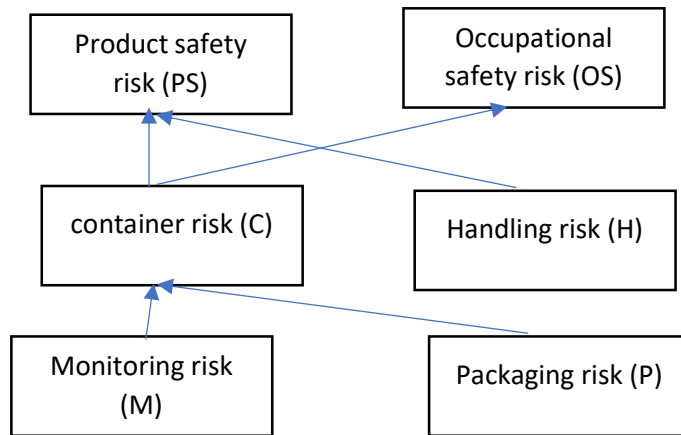 Product safety
risk (PS)
Occupational
safety risk (OS)
container risk (C)
Handling risk (H)
Monitoring risk
(M)
Packaging risk (P)